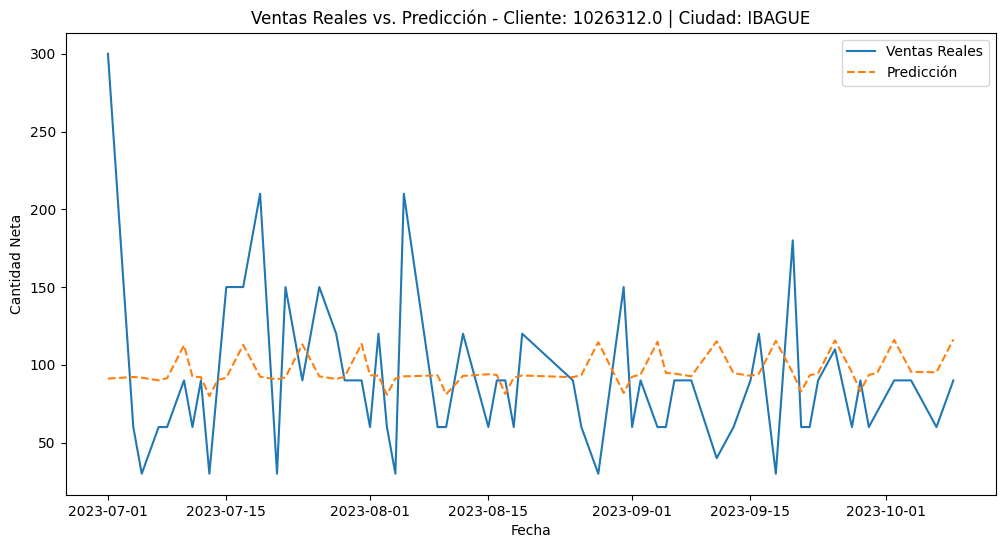 Ventas Reales vs. Predicción - Cliente: 1026312.0 | Ciudad: IBAGUE
Ventas Reales
Predicción
300
250
200
150
100
50
Cantidad Neta
2023-07-01
2023-07-15
2023-08-01
2023-08-15
2023-09-01
2023-09-15
2023-10-01
Fecha